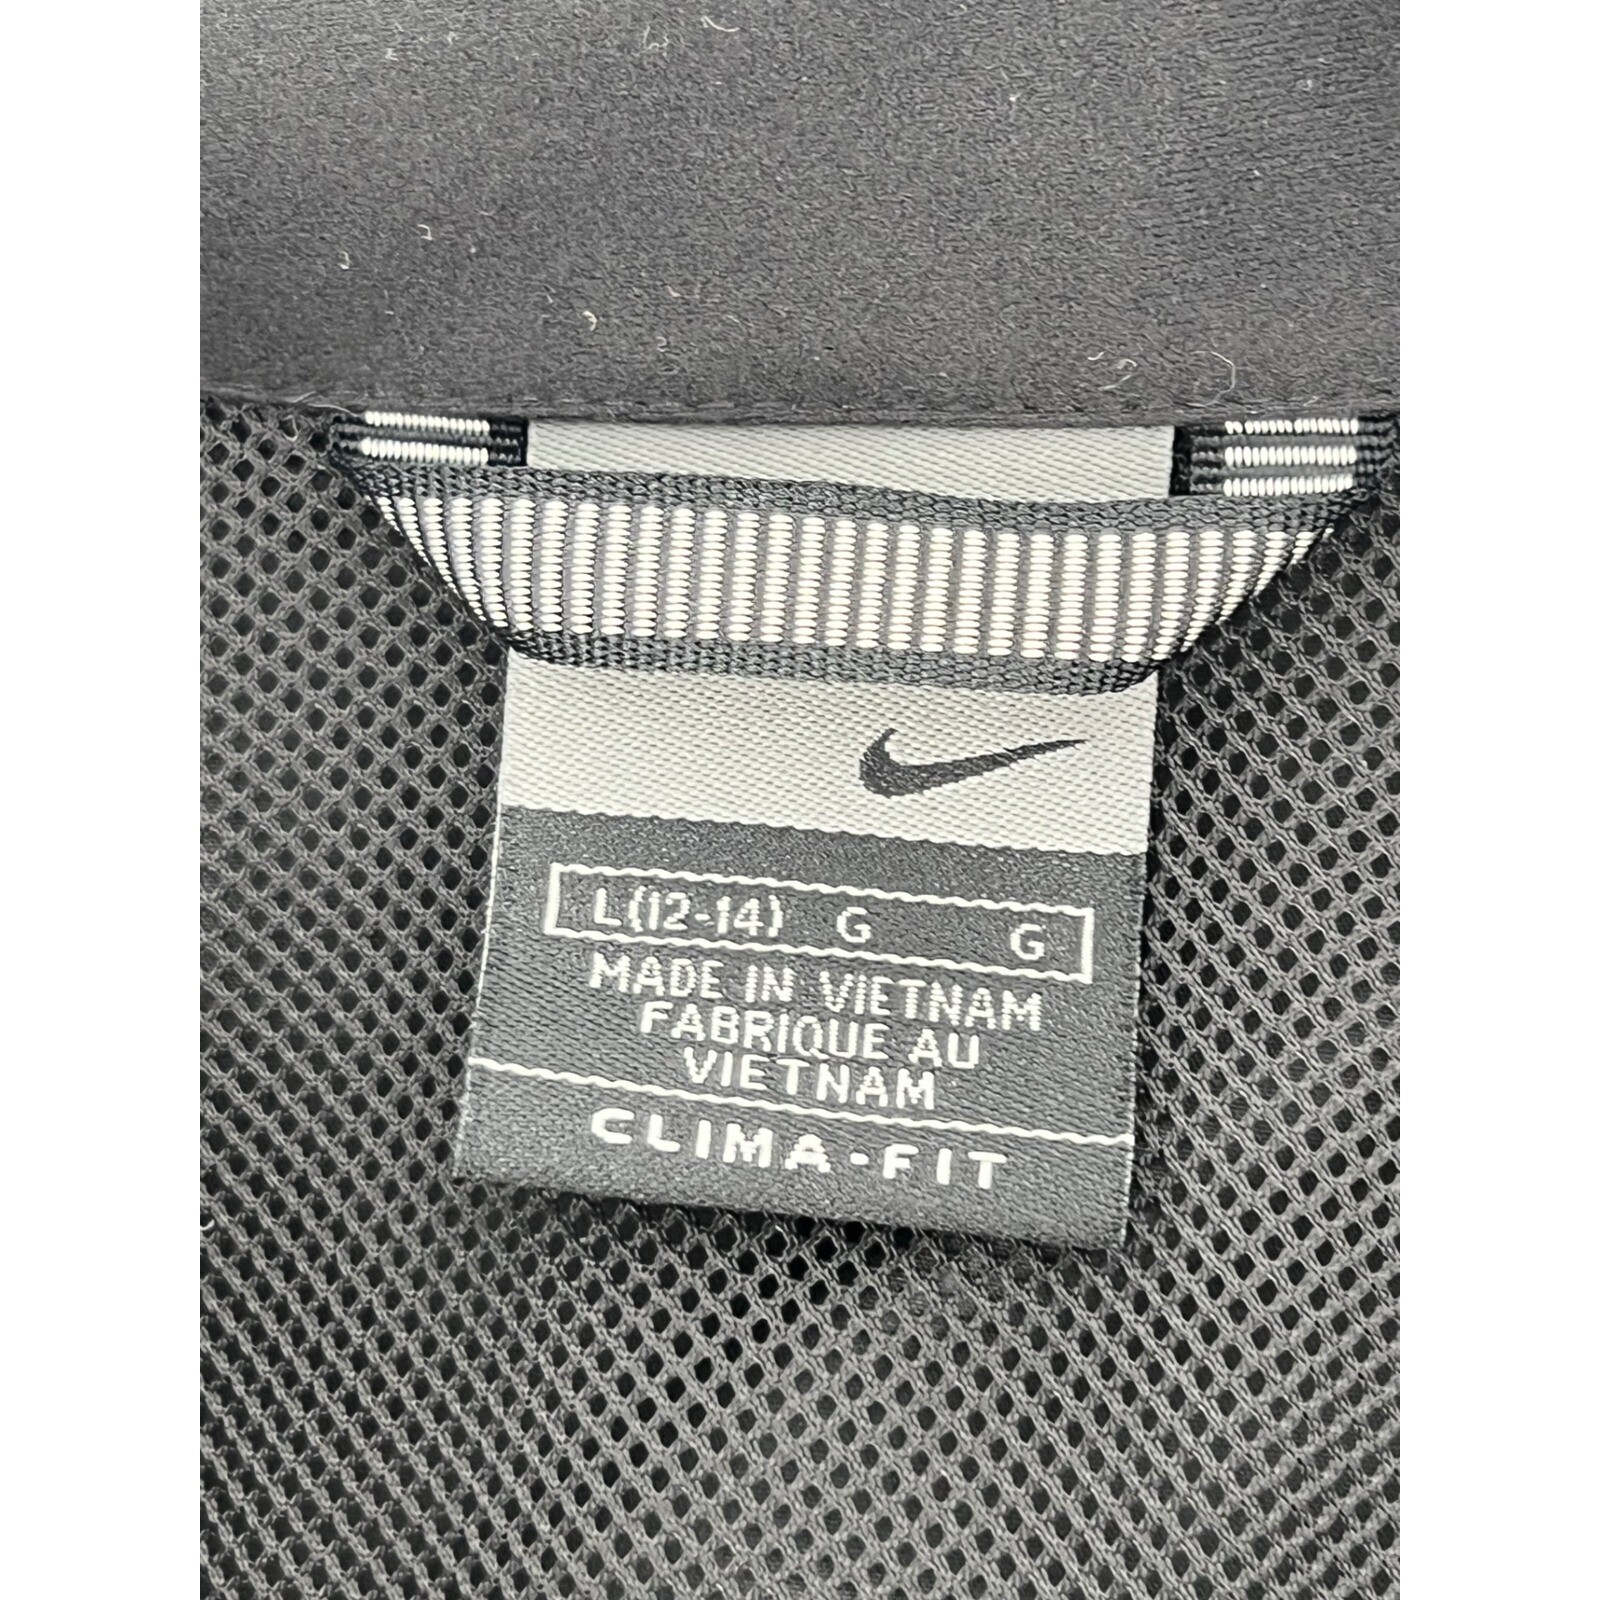 L(12-14) G G
MADE IN VIETNAM
FABRIQUE AU
VIETNAM
CLIMA-FIT